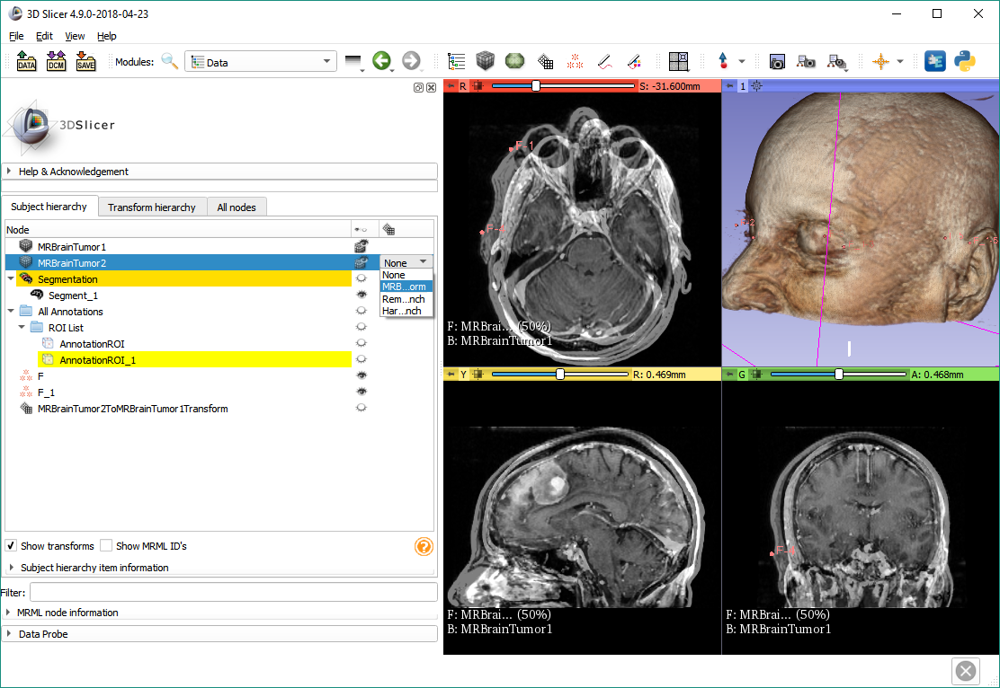 3D Slicer 4.9.0-2018-04-23
File Edit View Help
DATA DCM SAVE Modules: Data
3DSlicer
Help & Acknowledgement
Subject hierarchy Transform hierarchy All nodes
Node
MRBrainTumor1
MRBrainTumor2 None
None
MRB...orm
Rem...nch
Har...nch
Segmentation
Segment_1
All Annotations
ROI List
AnnotationROI
AnnotationROI_1
F
F_1
MRBrainTumor2ToMRBrainTumor1Transform
Show transforms Show MRML ID's
Subject hierarchy item information
Filter:
MRML node information
Data Probe
R S: -31.600mm
F-1
F: MRBrai... (50%)
B: MRBrainTumor1
1
F-2
Y R: 0.469mm
F: MRBrai... (50%)
B: MRBrainTumor1
G A: 0.468mm
F-4
F: MRBrai... (50%)
B: MRBrainTumor1